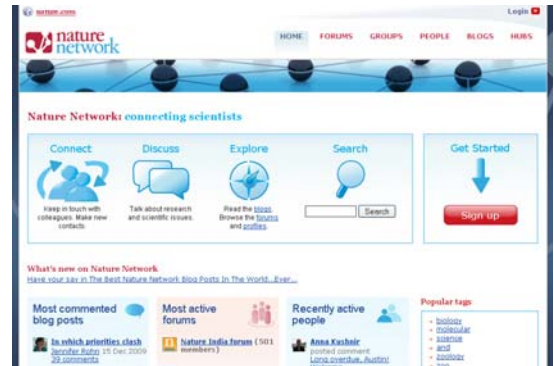 nature.com
Login
nature
network
HOME FORUMS GROUPS PEOPLE BLOGS HUBS
Nature Network: connecting scientists
Connect
Keep in touch with
colleagues. Make new
contacts.
Discuss
Talk about research
and scientific issues.
Explore
Read the blogs.
Browse the forums
and profiles.
Search
Search
Get Started
Sign up
What's new on Nature Network
Have your say in The Best Nature Network Blog Posts In The World...Ever...
Most commented
blog posts
In which priorities clash
Jennifer Rohn 15 Dec 2009
39 comments
Most active
forums
Nature India forum (501
members)
Recently active
people
Anna Kushnir
posted comment
Long overdue, Austin!
Popular tags
biology
molecular
science
and
zoology